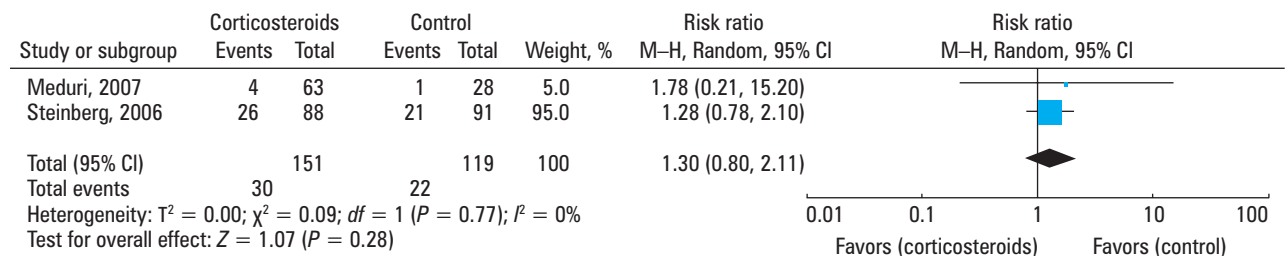 Corticosteroids Control Risk ratio Risk ratio
Study or subgroup Events Total Events Total Weight, % M–H, Random, 95% CI M–H, Random, 95% CI
Meduri, 2007 4 63 1 28 5.0 1.78 (0.21, 15.20)
Steinberg, 2006 26 88 21 91 95.0 1.28 (0.78, 2.10)
Total (95% CI) 151 119 100 1.30 (0.80, 2.11)
Total events 30 22
Heterogeneity: T² = 0.00; χ² = 0.09; df = 1 (P = 0.77); I² = 0%
Test for overall effect: Z = 1.07 (P = 0.28)
0.01 0.1 1 10 100
Favors (corticosteroids) Favors (control)